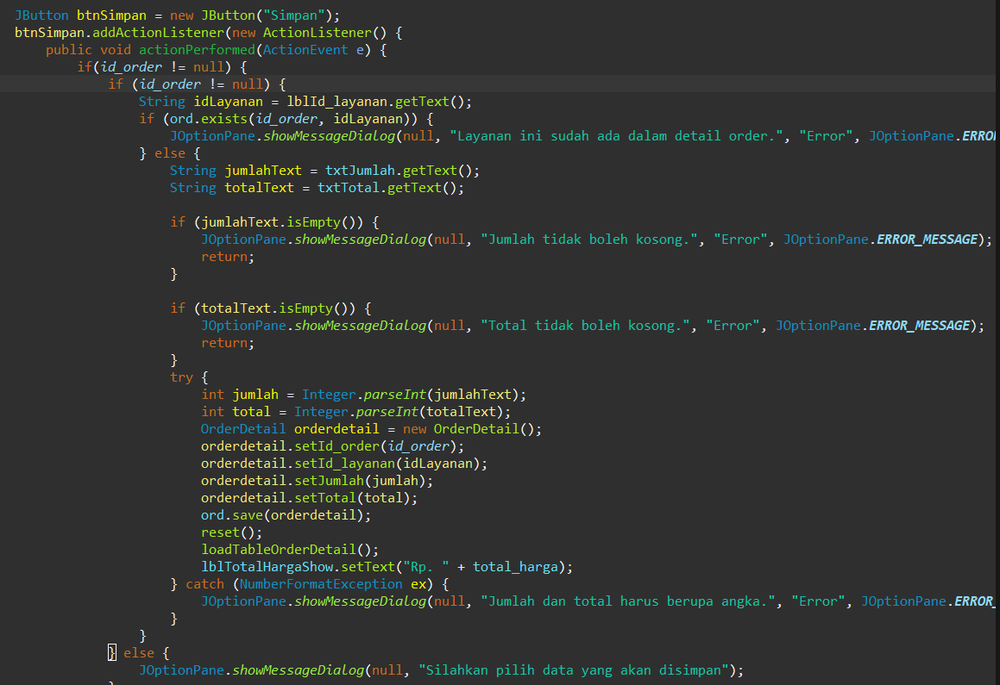 JButton btnSimpan = new JButton("Simpan");
btnSimpan.addActionListener(new ActionListener() {
    public void actionPerformed(ActionEvent e) {
        if(id_order != null) {
            if (id_order != null) {
                String idLayanan = lblId_layanan.getText();
                if (ord.exists(id_order, idLayanan)) {
                    JOptionPane.showMessageDialog(null, "Layanan ini sudah ada dalam detail order.", "Error", JOptionPane.ERRO
                } else {
                    String jumlahText = txtJumlah.getText();
                    String totalText = txtTotal.getText();

                    if (jumlahText.isEmpty()) {
                        JOptionPane.showMessageDialog(null, "Jumlah tidak boleh kosong.", "Error", JOptionPane.ERROR_MESSAGE);
                        return;
                    }

                    if (totalText.isEmpty()) {
                        JOptionPane.showMessageDialog(null, "Total tidak boleh kosong.", "Error", JOptionPane.ERROR_MESSAGE);
                        return;
                    }
                    try {
                        int jumlah = Integer.parseInt(jumlahText);
                        int total = Integer.parseInt(totalText);
                        OrderDetail orderdetail = new OrderDetail();
                        orderdetail.setId_order(id_order);
                        orderdetail.setId_layanan(idLayanan);
                        orderdetail.setJumlah(jumlah);
                        orderdetail.setTotal(total);
                        ord.save(orderdetail);
                        reset();
                        loadTableOrderDetail();
                        lblTotalHargaShow.setText("Rp. " + total_harga);
                    } catch (NumberFormatException ex) {
                        JOptionPane.showMessageDialog(null, "Jumlah dan total harus berupa angka.", "Error", JOptionPane.ERROR_
                    }
                }
            } else {
                JOptionPane.showMessageDialog(null, "Silahkan pilih data yang akan disimpan");